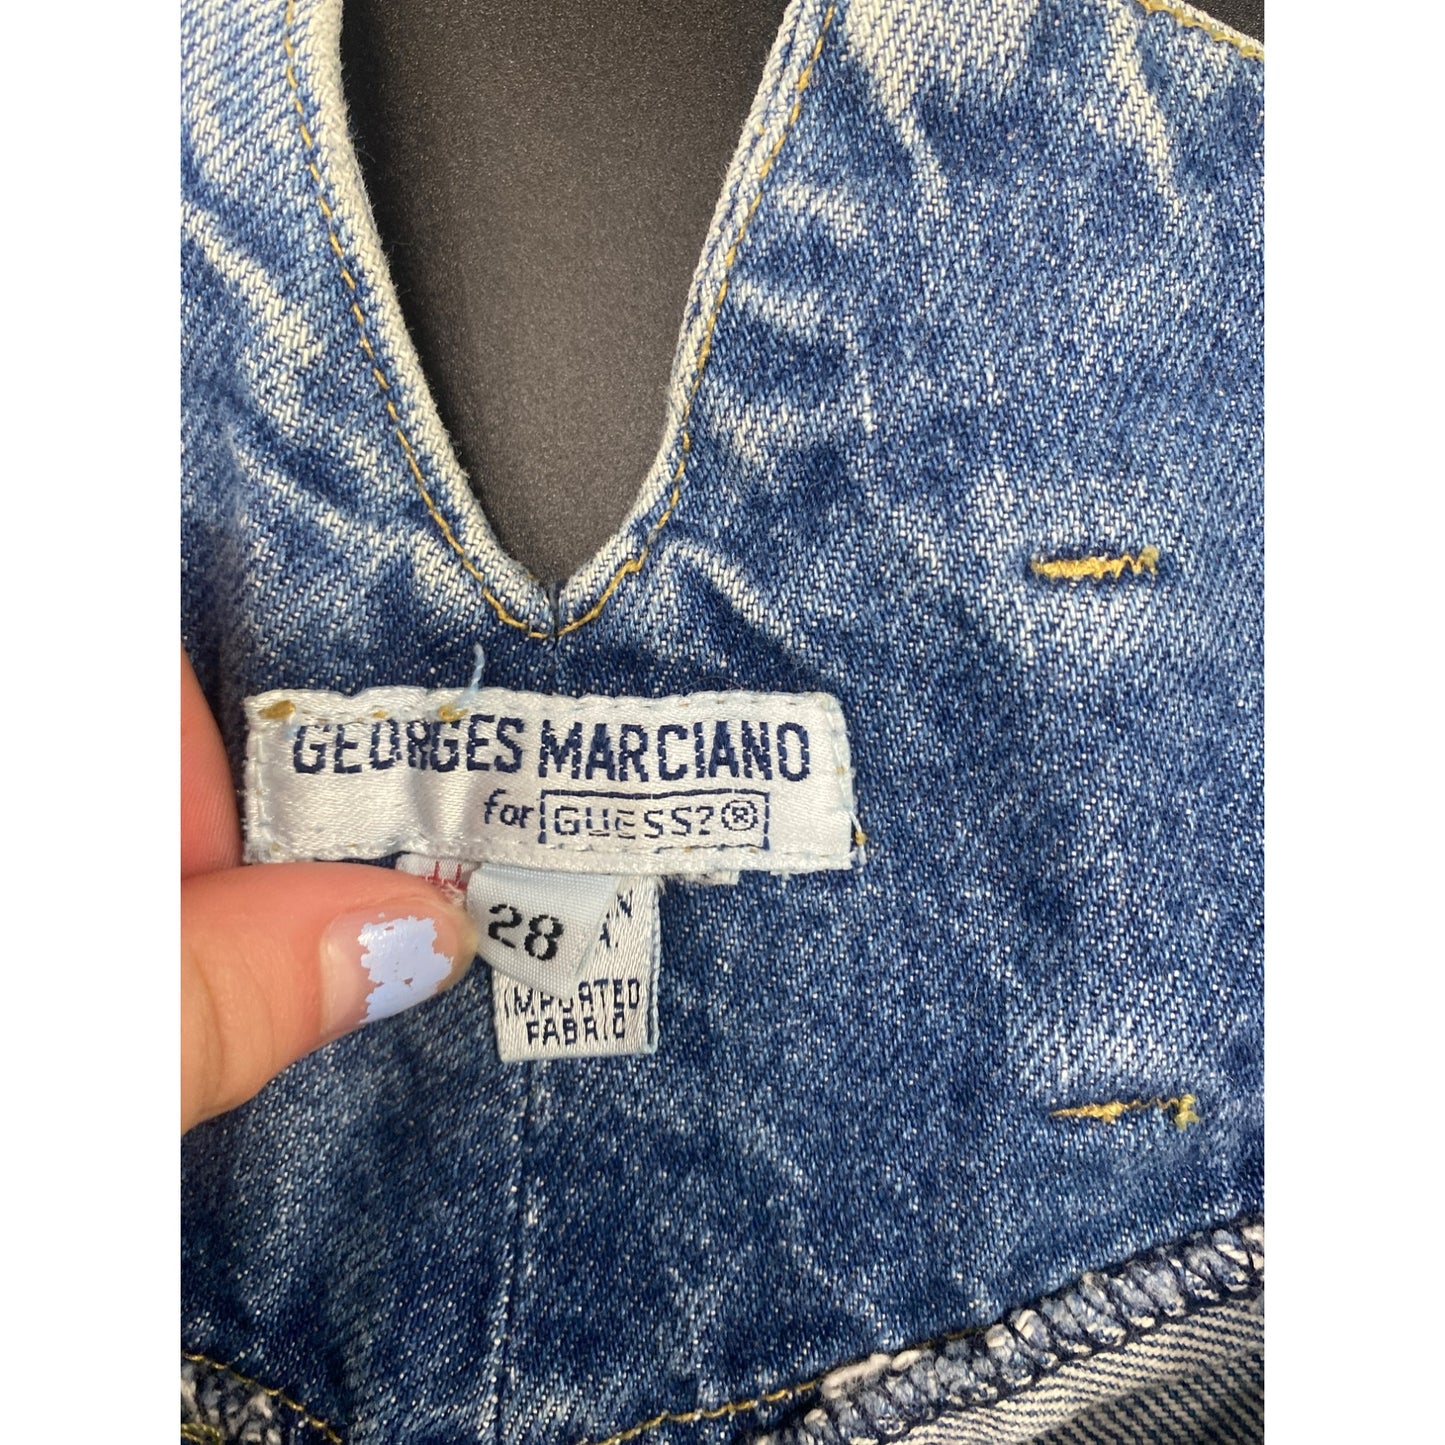 GEORGES MARCIANO
for GUESS?®
28
IMPORTED
FABRIC